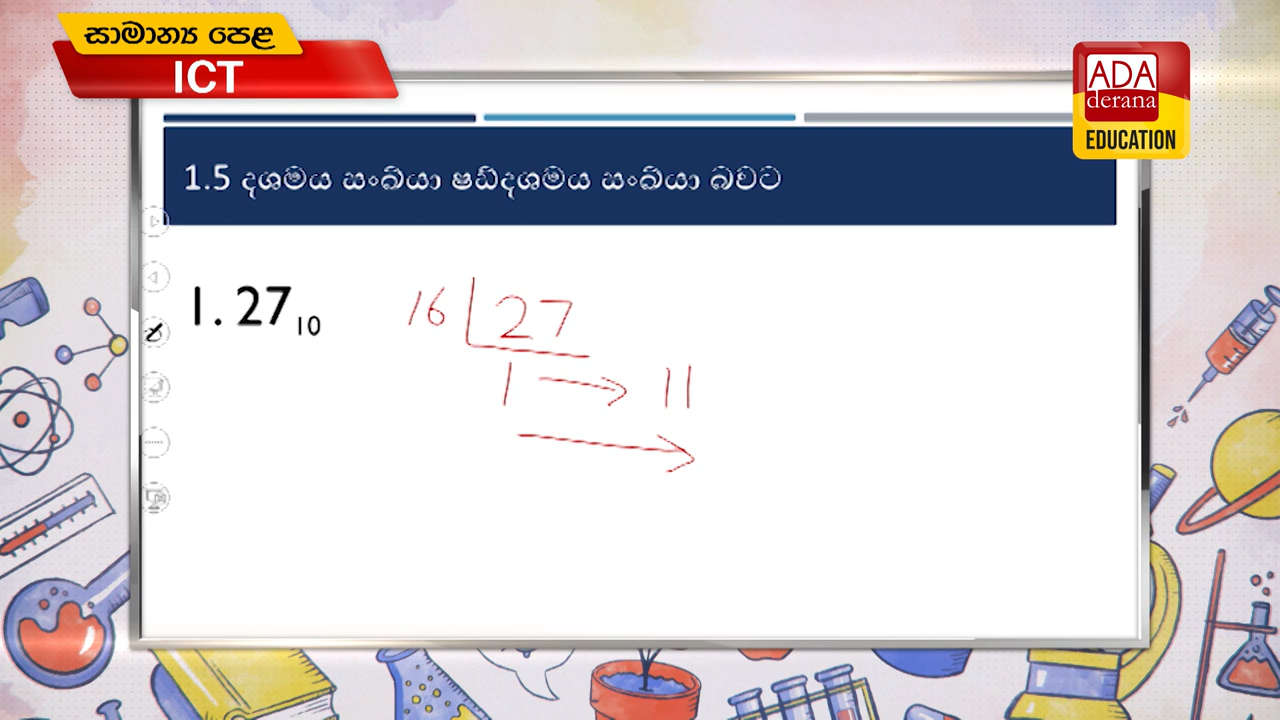 සාමාන්‍ය පෙළ
ICT
ADA
derana
EDUCATION
1.5 දශමය සංඛ්‍යා ෂඩ්දශමය සංඛ්‍යා බවට
1. 27₁₀
16 27
1 → 11
→